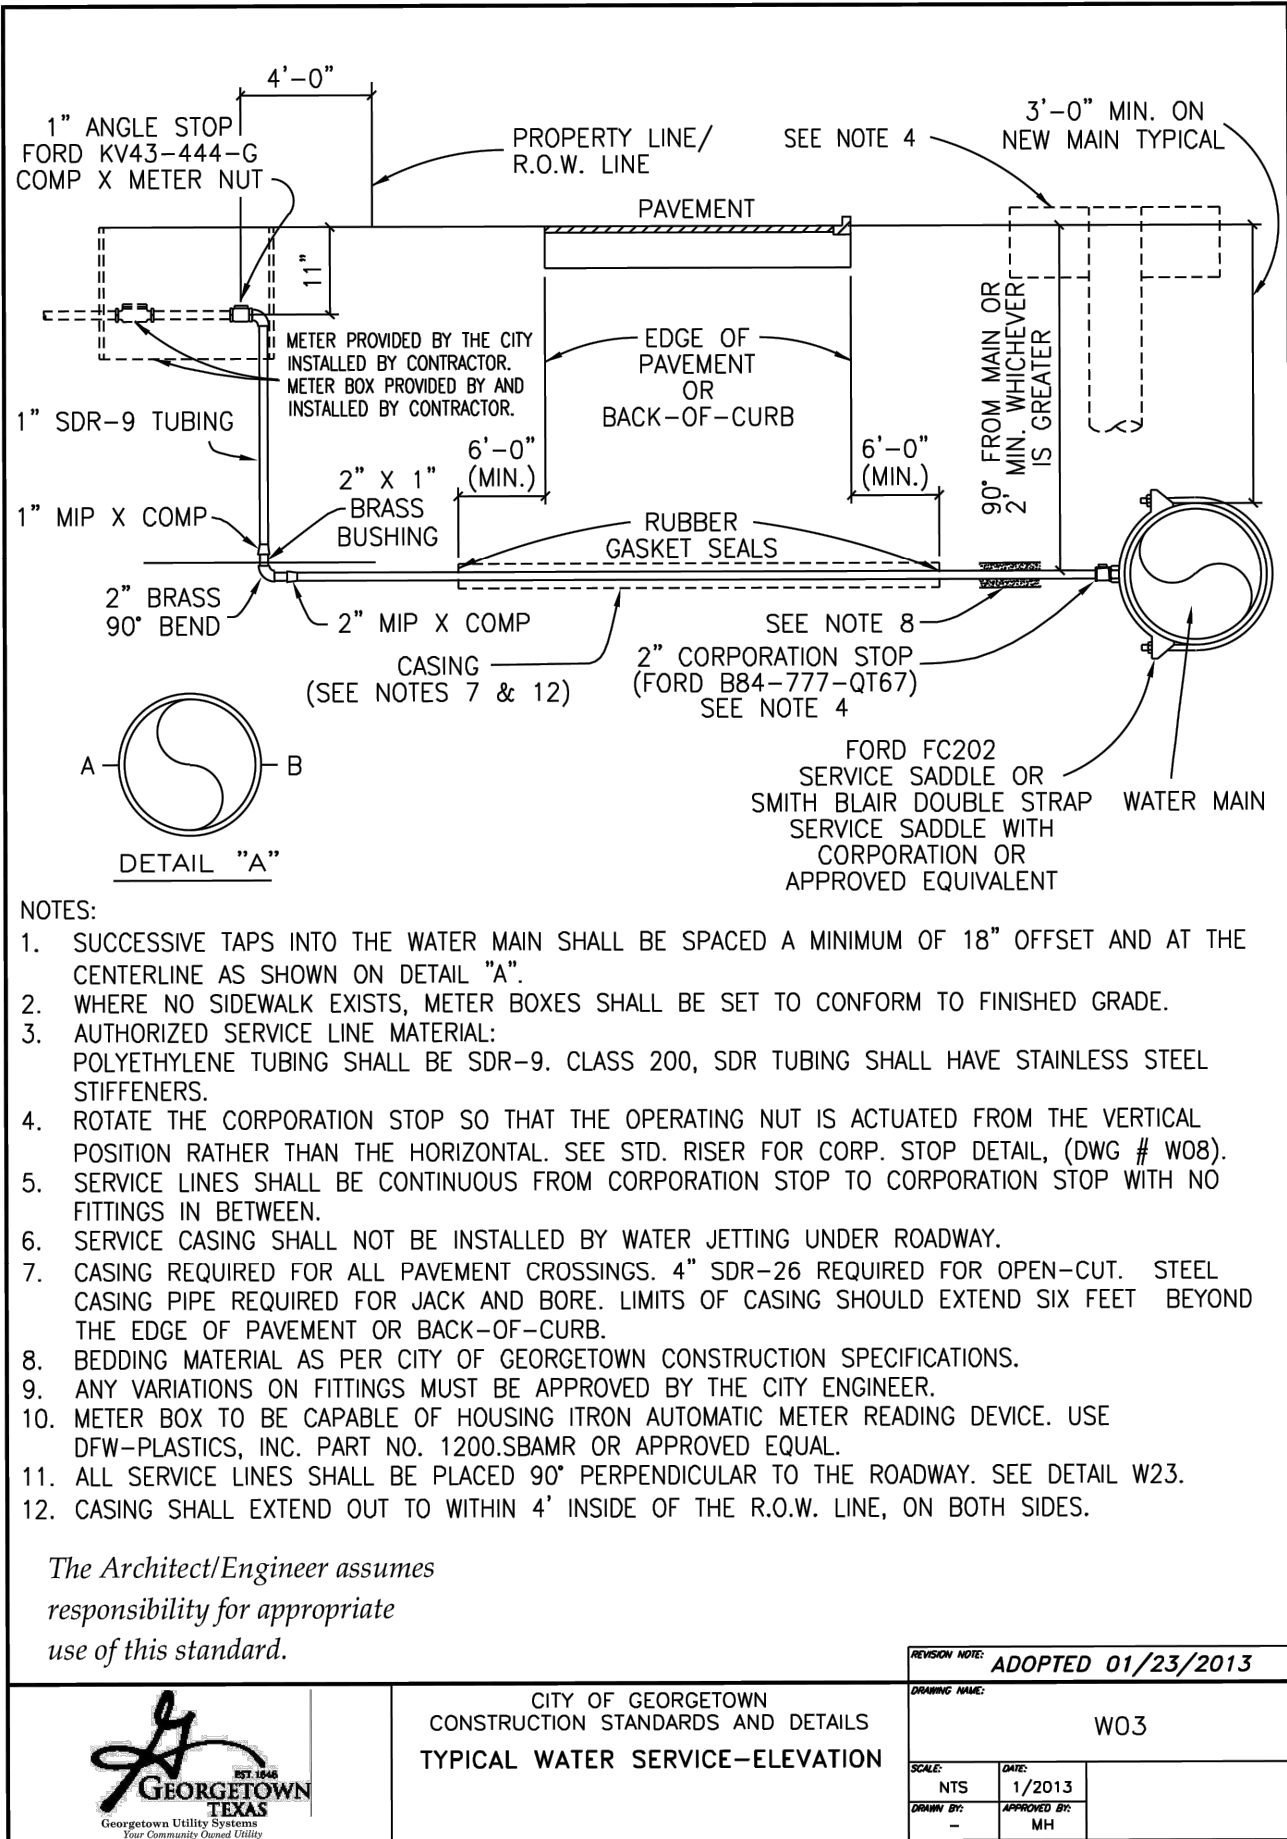 4'-0"
1" ANGLE STOP
FORD KV43-444-G
COMP X METER NUT
PROPERTY LINE/
R.O.W. LINE
SEE NOTE 4
3'-0" MIN. ON
NEW MAIN TYPICAL
PAVEMENT
11"
METER PROVIDED BY THE CITY
INSTALLED BY CONTRACTOR.
METER BOX PROVIDED BY AND
INSTALLED BY CONTRACTOR.
EDGE OF
PAVEMENT
OR
BACK-OF-CURB
90° FROM MAIN OR
2' MIN. WHICHEVER
IS GREATER
1" SDR-9 TUBING
6'-0"
(MIN.)
6'-0"
(MIN.)
2" X 1"
BRASS
BUSHING
1" MIP X COMP
RUBBER
GASKET SEALS
2" BRASS
90° BEND
2" MIP X COMP
SEE NOTE 8
CASING
(SEE NOTES 7 & 12)
2" CORPORATION STOP
(FORD B84-777-QT67)
SEE NOTE 4
A
B
DETAIL "A"
FORD FC202
SERVICE SADDLE OR
SMITH BLAIR DOUBLE STRAP
SERVICE SADDLE WITH
CORPORATION OR
APPROVED EQUIVALENT
WATER MAIN
NOTES:
1. SUCCESSIVE TAPS INTO THE WATER MAIN SHALL BE SPACED A MINIMUM OF 18" OFFSET AND AT THE
CENTERLINE AS SHOWN ON DETAIL "A".
2. WHERE NO SIDEWALK EXISTS, METER BOXES SHALL BE SET TO CONFORM TO FINISHED GRADE.
3. AUTHORIZED SERVICE LINE MATERIAL:
POLYETHYLENE TUBING SHALL BE SDR-9. CLASS 200, SDR TUBING SHALL HAVE STAINLESS STEEL
STIFFENERS.
4. ROTATE THE CORPORATION STOP SO THAT THE OPERATING NUT IS ACTUATED FROM THE VERTICAL
POSITION RATHER THAN THE HORIZONTAL. SEE STD. RISER FOR CORP. STOP DETAIL, (DWG # W08).
5. SERVICE LINES SHALL BE CONTINUOUS FROM CORPORATION STOP TO CORPORATION STOP WITH NO
FITTINGS IN BETWEEN.
6. SERVICE CASING SHALL NOT BE INSTALLED BY WATER JETTING UNDER ROADWAY.
7. CASING REQUIRED FOR ALL PAVEMENT CROSSINGS. 4" SDR-26 REQUIRED FOR OPEN-CUT. STEEL
CASING PIPE REQUIRED FOR JACK AND BORE. LIMITS OF CASING SHOULD EXTEND SIX FEET BEYOND
THE EDGE OF PAVEMENT OR BACK-OF-CURB.
8. BEDDING MATERIAL AS PER CITY OF GEORGETOWN CONSTRUCTION SPECIFICATIONS.
9. ANY VARIATIONS ON FITTINGS MUST BE APPROVED BY THE CITY ENGINEER.
10. METER BOX TO BE CAPABLE OF HOUSING ITRON AUTOMATIC METER READING DEVICE. USE
DFW-PLASTICS, INC. PART NO. 1200.SBAMR OR APPROVED EQUAL.
11. ALL SERVICE LINES SHALL BE PLACED 90° PERPENDICULAR TO THE ROADWAY. SEE DETAIL W23.
12. CASING SHALL EXTEND OUT TO WITHIN 4' INSIDE OF THE R.O.W. LINE, ON BOTH SIDES.
The Architect/Engineer assumes
responsibility for appropriate
use of this standard.
REVISION NOTE: ADOPTED 01/23/2013
G
EST. 1848
GEORGETOWN
TEXAS
Georgetown Utility Systems
Your Community Owned Utility
CITY OF GEORGETOWN
CONSTRUCTION STANDARDS AND DETAILS
TYPICAL WATER SERVICE-ELEVATION
DRAWING NAME:
W03
SCALE:
NTS
DATE:
1/2013
DRAWN BY:
-
APPROVED BY:
MH